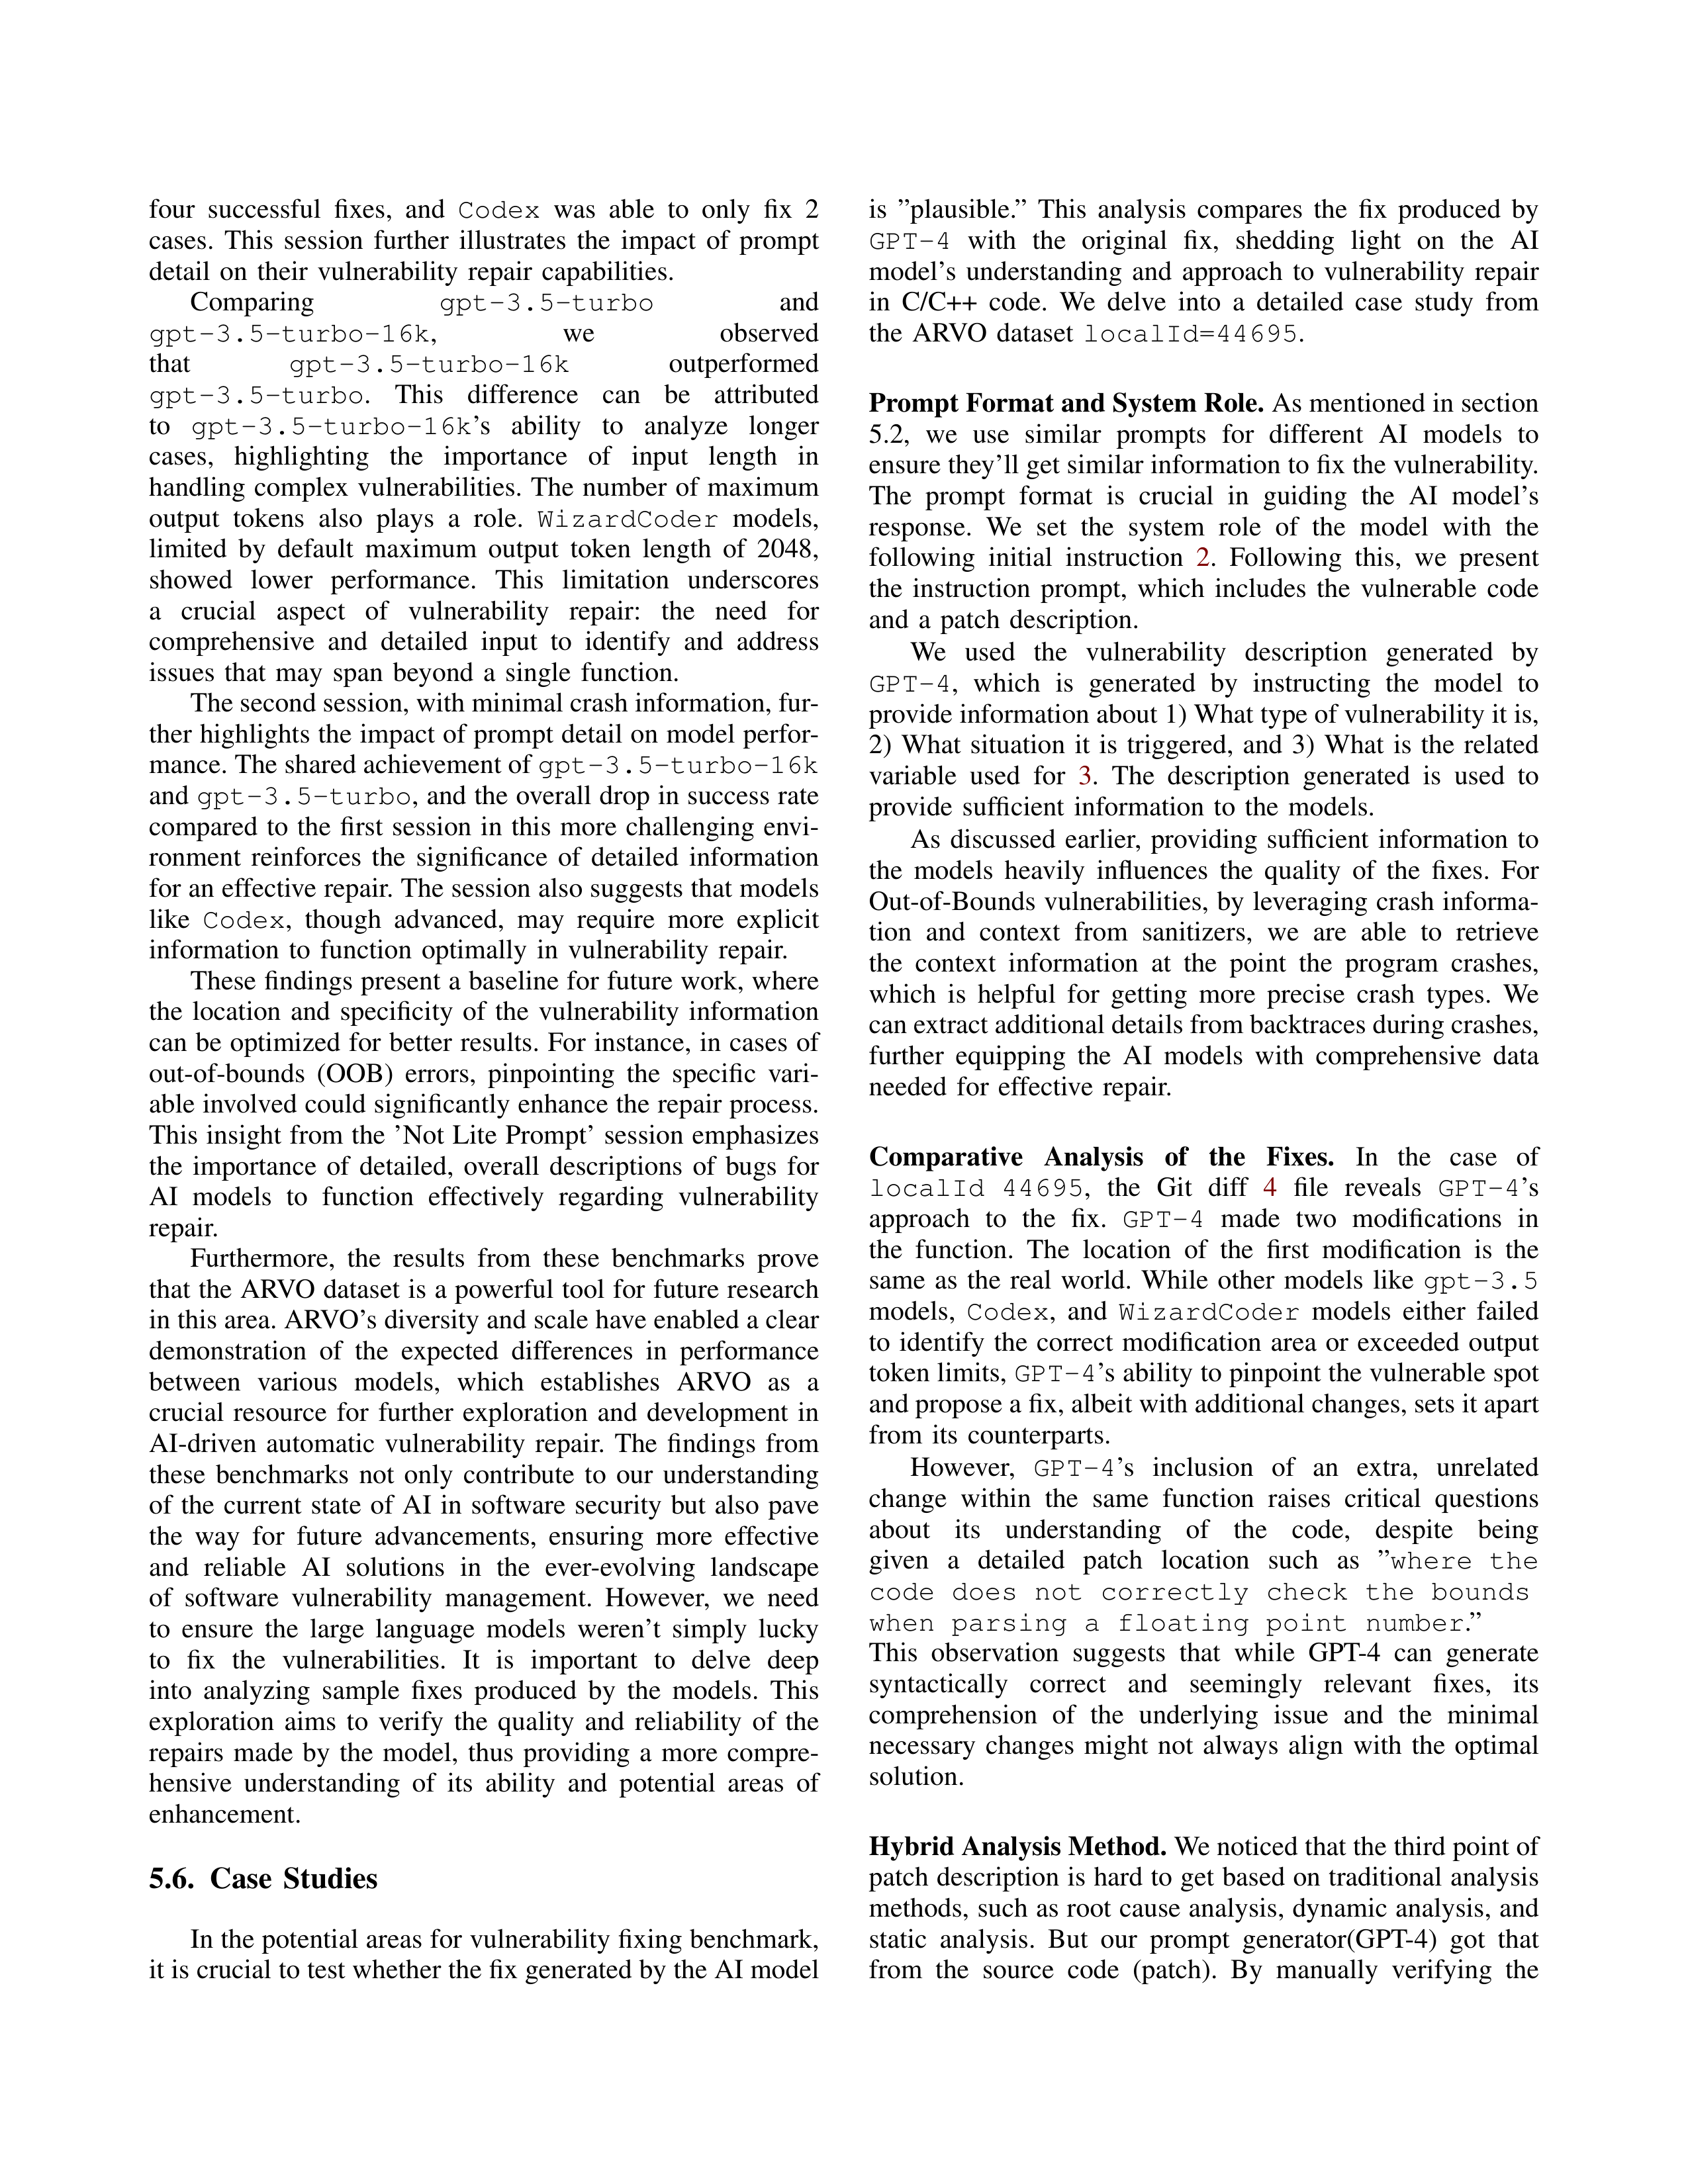 four successful fixes, and Codex was able to only fix 2
cases. This session further illustrates the impact of prompt
detail on their vulnerability repair capabilities.
Comparing gpt-3.5-turbo and
gpt-3.5-turbo-16k, we observed
that gpt-3.5-turbo-16k outperformed
gpt-3.5-turbo. This difference can be attributed
to gpt-3.5-turbo-16k's ability to analyze longer
cases, highlighting the importance of input length in
handling complex vulnerabilities. The number of maximum
output tokens also plays a role. WizardCoder models,
limited by default maximum output token length of 2048,
showed lower performance. This limitation underscores
a crucial aspect of vulnerability repair: the need for
comprehensive and detailed input to identify and address
issues that may span beyond a single function.
The second session, with minimal crash information, fur-
ther highlights the impact of prompt detail on model perfor-
mance. The shared achievement of gpt-3.5-turbo-16k
and gpt-3.5-turbo, and the overall drop in success rate
compared to the first session in this more challenging envi-
ronment reinforces the significance of detailed information
for an effective repair. The session also suggests that models
like Codex, though advanced, may require more explicit
information to function optimally in vulnerability repair.
These findings present a baseline for future work, where
the location and specificity of the vulnerability information
can be optimized for better results. For instance, in cases of
out-of-bounds (OOB) errors, pinpointing the specific vari-
able involved could significantly enhance the repair process.
This insight from the 'Not Lite Prompt' session emphasizes
the importance of detailed, overall descriptions of bugs for
AI models to function effectively regarding vulnerability
repair.
Furthermore, the results from these benchmarks prove
that the ARVO dataset is a powerful tool for future research
in this area. ARVO's diversity and scale have enabled a clear
demonstration of the expected differences in performance
between various models, which establishes ARVO as a
crucial resource for further exploration and development in
AI-driven automatic vulnerability repair. The findings from
these benchmarks not only contribute to our understanding
of the current state of AI in software security but also pave
the way for future advancements, ensuring more effective
and reliable AI solutions in the ever-evolving landscape
of software vulnerability management. However, we need
to ensure the large language models weren't simply lucky
to fix the vulnerabilities. It is important to delve deep
into analyzing sample fixes produced by the models. This
exploration aims to verify the quality and reliability of the
repairs made by the model, thus providing a more compre-
hensive understanding of its ability and potential areas of
enhancement.
5.6. Case Studies
In the potential areas for vulnerability fixing benchmark,
it is crucial to test whether the fix generated by the AI model
is "plausible." This analysis compares the fix produced by
GPT-4 with the original fix, shedding light on the AI
model's understanding and approach to vulnerability repair
in C/C++ code. We delve into a detailed case study from
the ARVO dataset localId=44695.
Prompt Format and System Role. As mentioned in section
5.2, we use similar prompts for different AI models to
ensure they'll get similar information to fix the vulnerability.
The prompt format is crucial in guiding the AI model's
response. We set the system role of the model with the
following initial instruction 2. Following this, we present
the instruction prompt, which includes the vulnerable code
and a patch description.
We used the vulnerability description generated by
GPT-4, which is generated by instructing the model to
provide information about 1) What type of vulnerability it is,
2) What situation it is triggered, and 3) What is the related
variable used for 3. The description generated is used to
provide sufficient information to the models.
As discussed earlier, providing sufficient information to
the models heavily influences the quality of the fixes. For
Out-of-Bounds vulnerabilities, by leveraging crash informa-
tion and context from sanitizers, we are able to retrieve
the context information at the point the program crashes,
which is helpful for getting more precise crash types. We
can extract additional details from backtraces during crashes,
further equipping the AI models with comprehensive data
needed for effective repair.
Comparative Analysis of the Fixes. In the case of
localId 44695, the Git diff 4 file reveals GPT-4's
approach to the fix. GPT-4 made two modifications in
the function. The location of the first modification is the
same as the real world. While other models like gpt-3.5
models, Codex, and WizardCoder models either failed
to identify the correct modification area or exceeded output
token limits, GPT-4's ability to pinpoint the vulnerable spot
and propose a fix, albeit with additional changes, sets it apart
from its counterparts.
However, GPT-4's inclusion of an extra, unrelated
change within the same function raises critical questions
about its understanding of the code, despite being
given a detailed patch location such as "where the
code does not correctly check the bounds
when parsing a floating point number."
This observation suggests that while GPT-4 can generate
syntactically correct and seemingly relevant fixes, its
comprehension of the underlying issue and the minimal
necessary changes might not always align with the optimal
solution.
Hybrid Analysis Method. We noticed that the third point of
patch description is hard to get based on traditional analysis
methods, such as root cause analysis, dynamic analysis, and
static analysis. But our prompt generator(GPT-4) got that
from the source code (patch). By manually verifying the